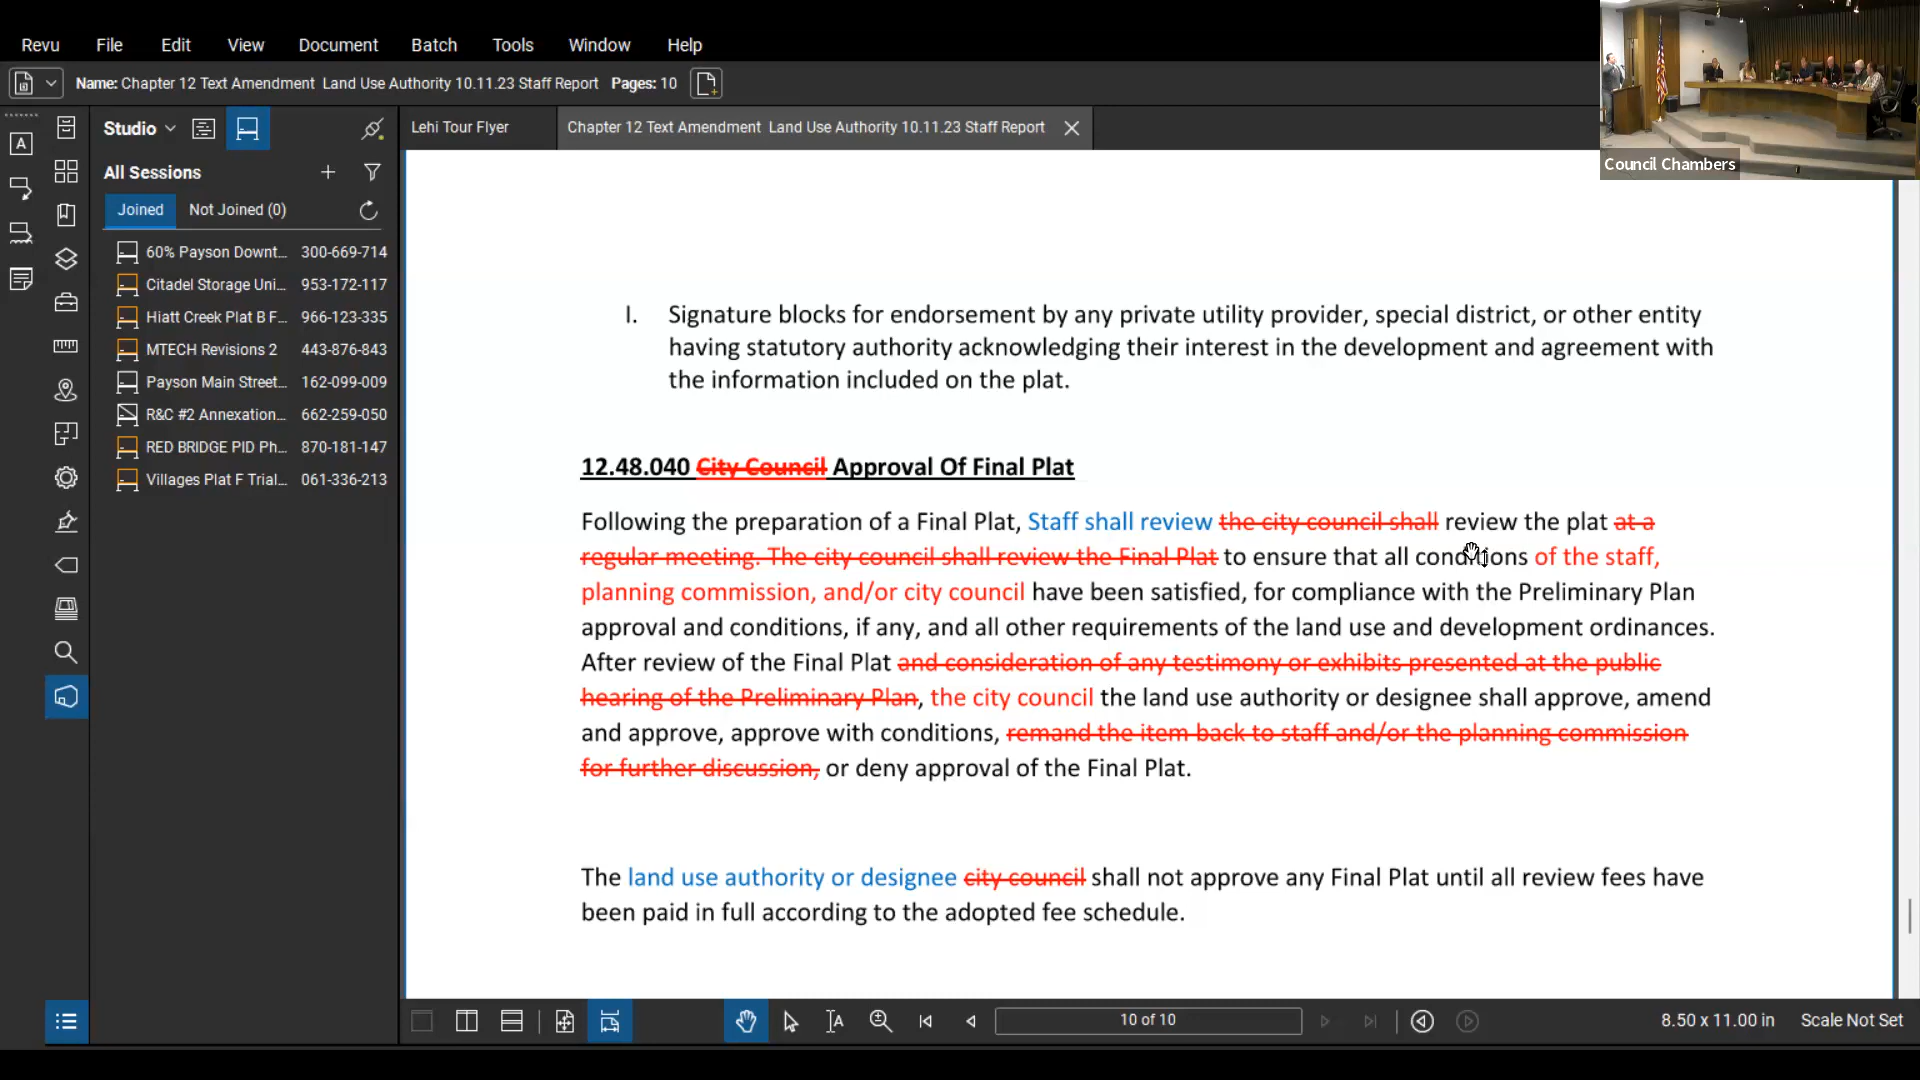 Revu File Edit View Document Batch Tools Window Help
Name: Chapter 12 Text Amendment Land Use Authority 10.11.23 Staff Report Pages: 10
Council Chambers
Studio
Lehi Tour Flyer
Chapter 12 Text Amendment Land Use Authority 10.11.23 Staff Report
All Sessions
Joined Not Joined (0)
60% Payson Downt... 300-669-714
Citadel Storage Uni... 953-172-117
Hiatt Creek Plat B F... 966-123-335
MTECH Revisions 2 443-876-843
Payson Main Street... 162-099-009
R&C #2 Annexation... 662-259-050
RED BRIDGE PID Ph... 870-181-147
Villages Plat F Trial... 061-336-213
I. Signature blocks for endorsement by any private utility provider, special district, or other entity
having statutory authority acknowledging their interest in the development and agreement with
the information included on the plat.
12.48.040 City Council Approval Of Final Plat
Following the preparation of a Final Plat, Staff shall review the city council shall review the plat at a
regular meeting. The city council shall review the Final Plat to ensure that all conditions of the staff,
planning commission, and/or city council have been satisfied, for compliance with the Preliminary Plan
approval and conditions, if any, and all other requirements of the land use and development ordinances.
After review of the Final Plat and consideration of any testimony or exhibits presented at the public
hearing of the Preliminary Plan, the city council the land use authority or designee shall approve, amend
and approve, approve with conditions, remand the item back to staff and/or the planning commission
for further discussion, or deny approval of the Final Plat.
The land use authority or designee city council shall not approve any Final Plat until all review fees have
been paid in full according to the adopted fee schedule.
10 of 10
8.50 x 11.00 in Scale Not Set